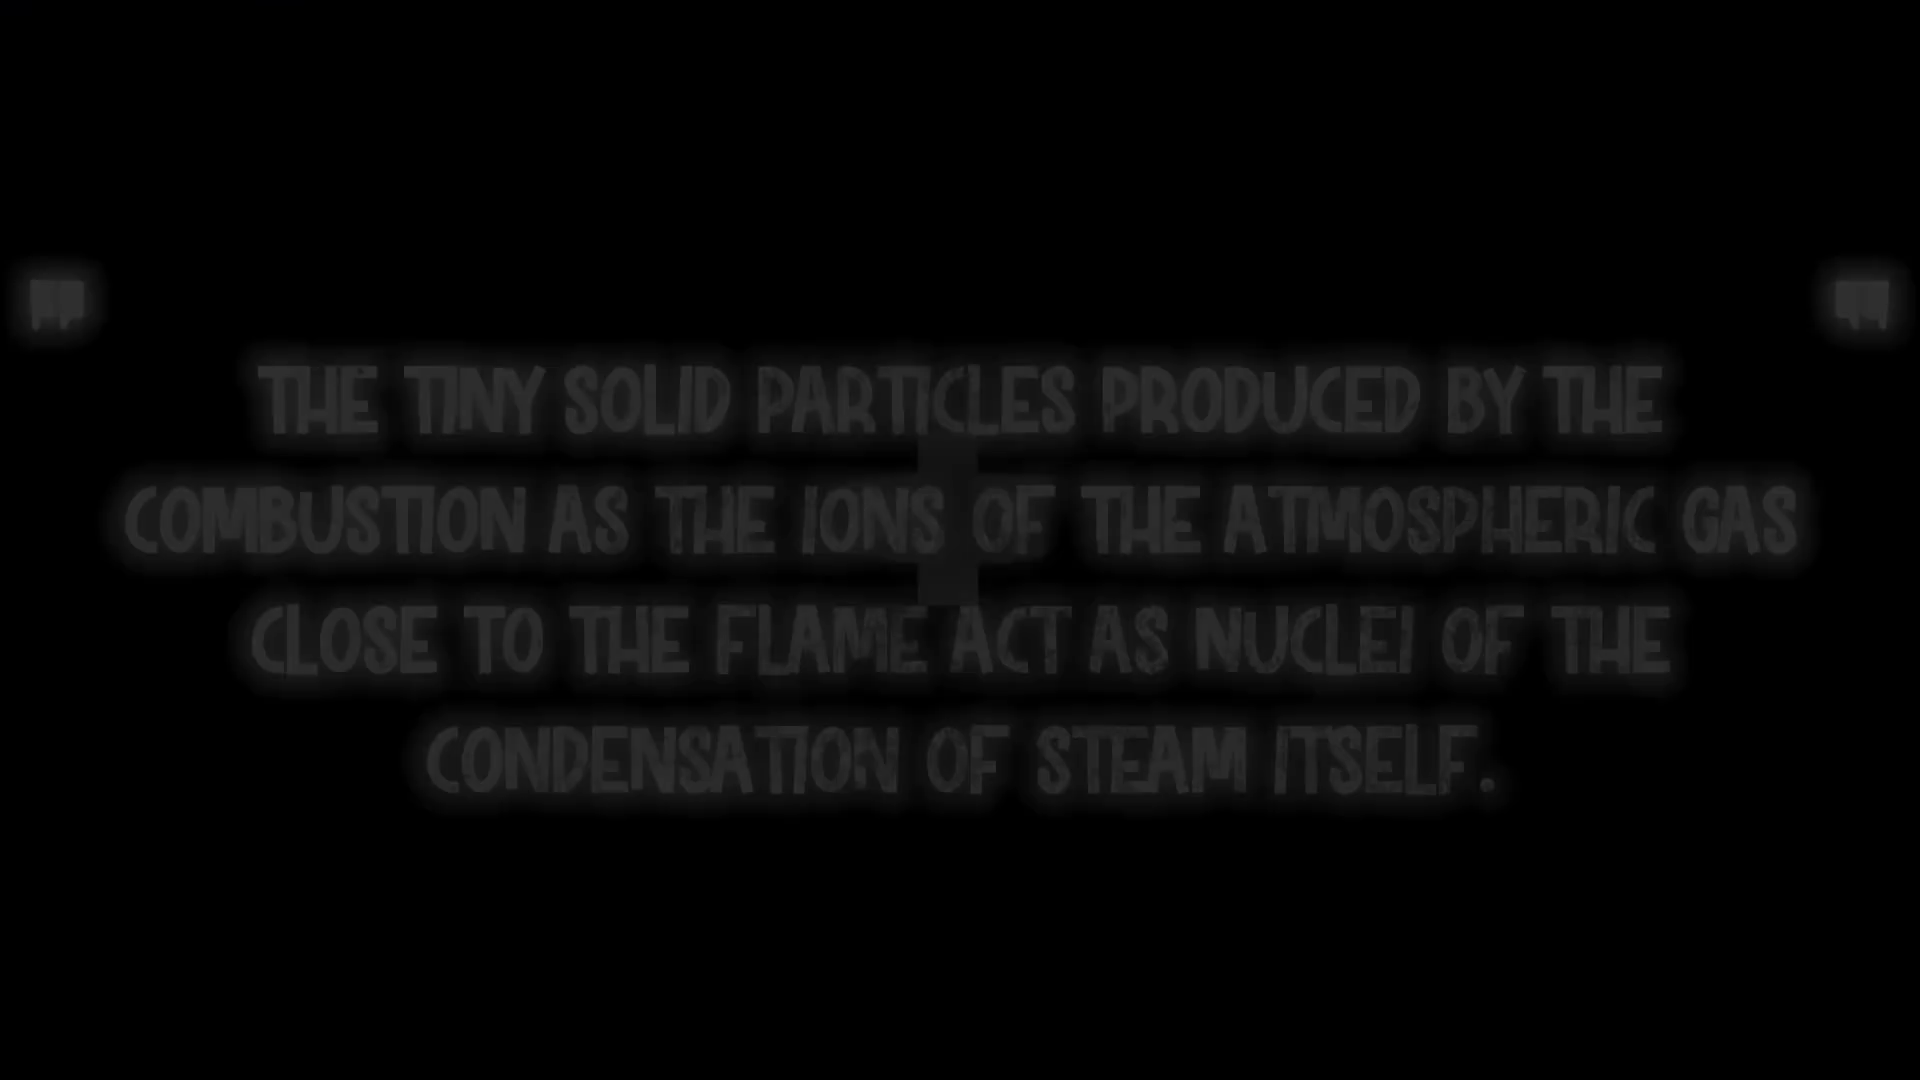 " "
THE TINY SOLID PARTICLES PRODUCED BY THE
COMBUSTION AS THE IONS OF THE ATMOSPHERIC GAS
CLOSE TO THE FLAME ACT AS NUCLEI OF THE
CONDENSATION OF STEAM ITSELF.